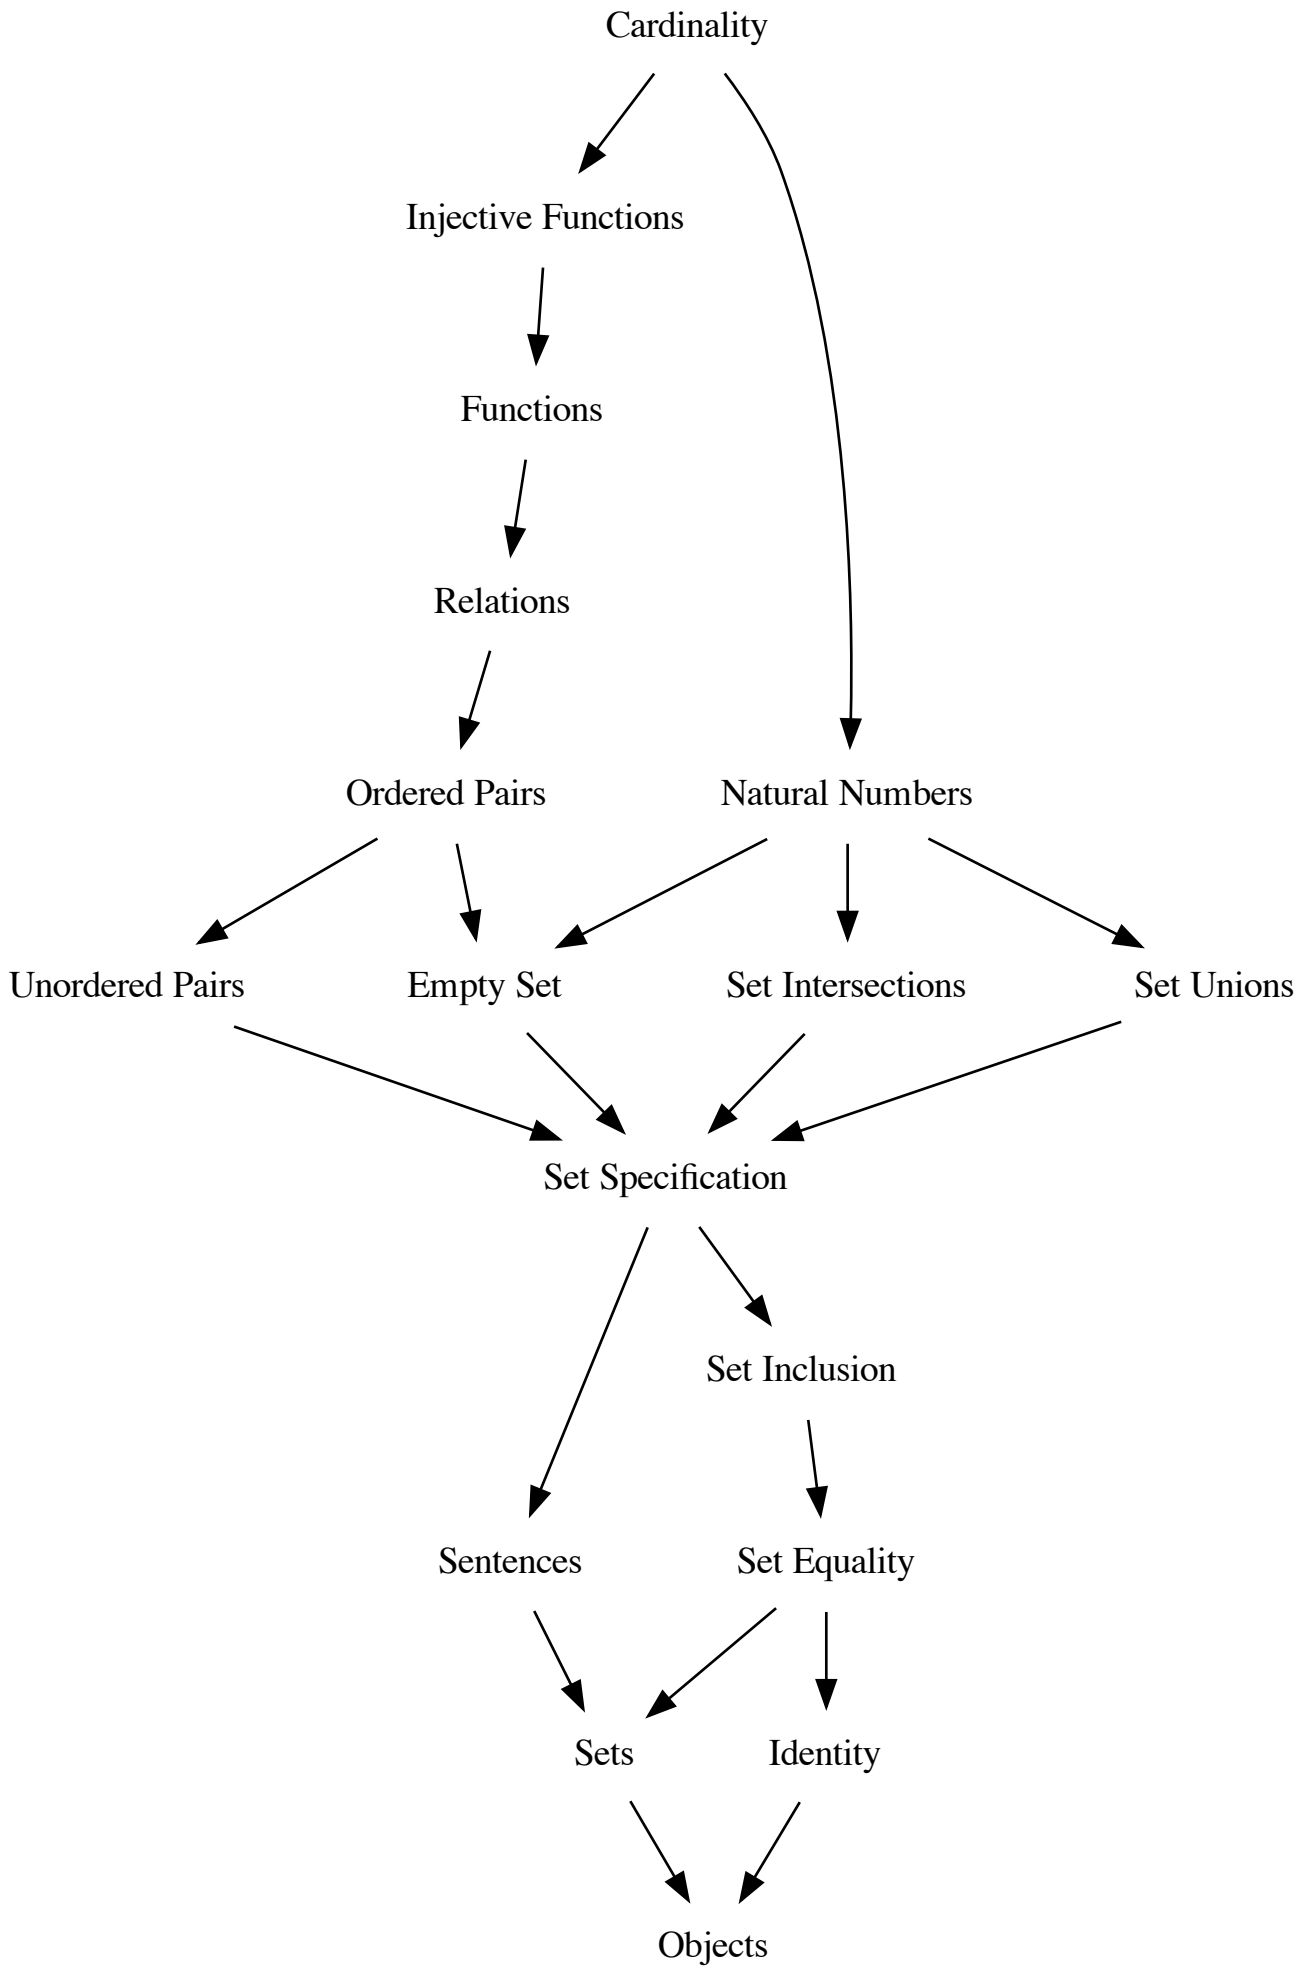 Cardinality
Injective Functions
Functions
Relations
Ordered Pairs
Natural Numbers
Unordered Pairs
Empty Set
Set Intersections
Set Unions
Set Specification
Set Inclusion
Sentences
Set Equality
Sets
Identity
Objects